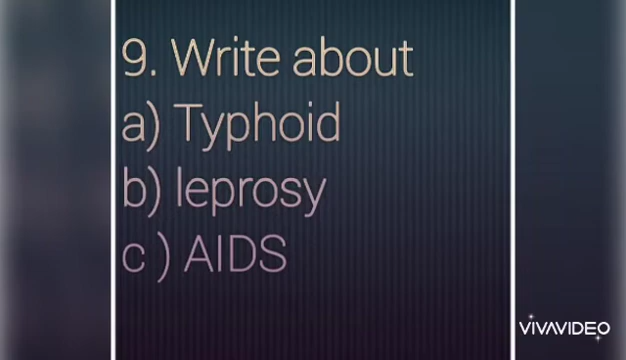 9. Write about
a) Typhoid
b) leprosy
c ) AIDS
VIVAVIDEO